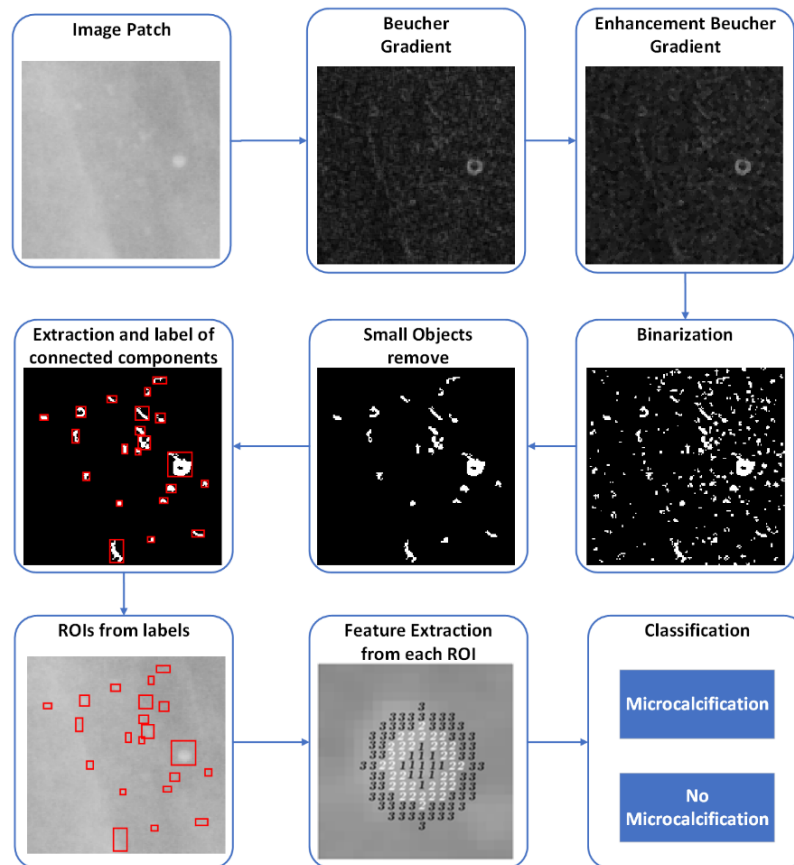 Image Patch
Beucher
Gradient
Enhancement Beucher
Gradient
Extraction and label of
connected components
Small Objects
remove
Binarization
ROIs from labels
Feature Extraction
from each ROI
Classification
Microcalcification
No
Microcalcification